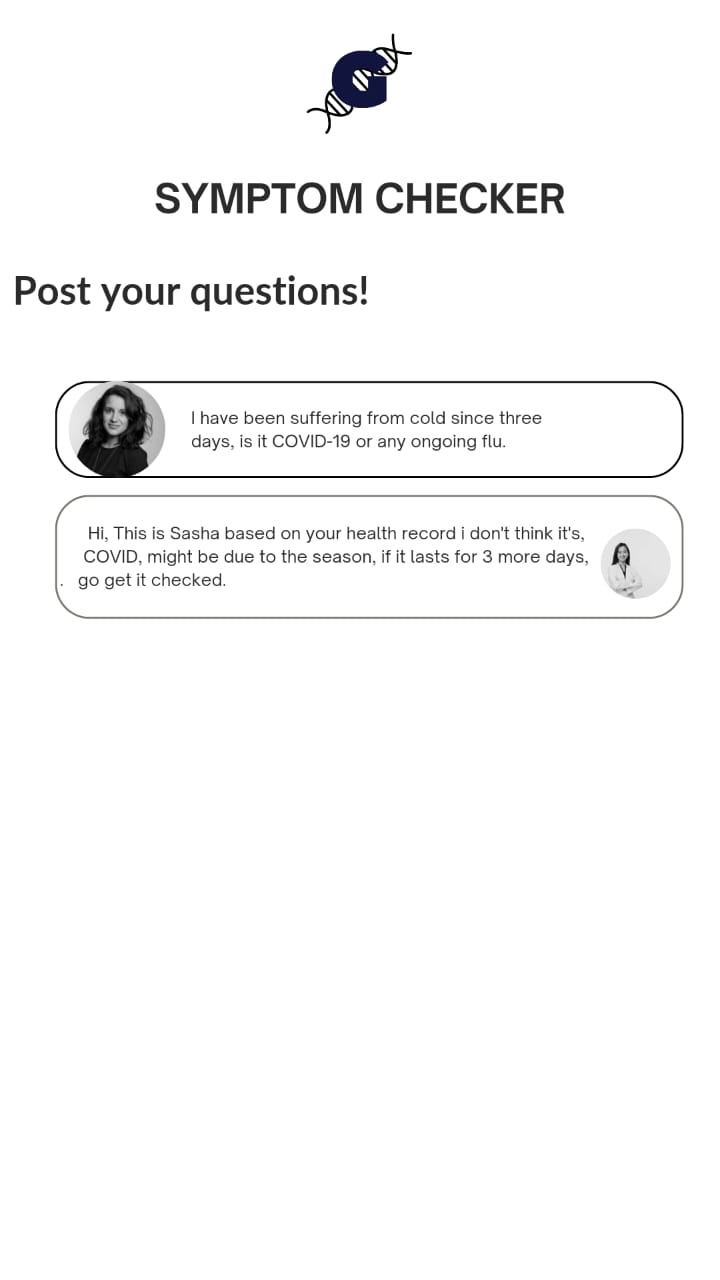 G
SYMPTOM CHECKER
Post your questions!
I have been suffering from cold since three
days, is it COVID-19 or any ongoing flu.
Hi, This is Sasha based on your health record i don't think it's,
COVID, might be due to the season, if it lasts for 3 more days,
. go get it checked.